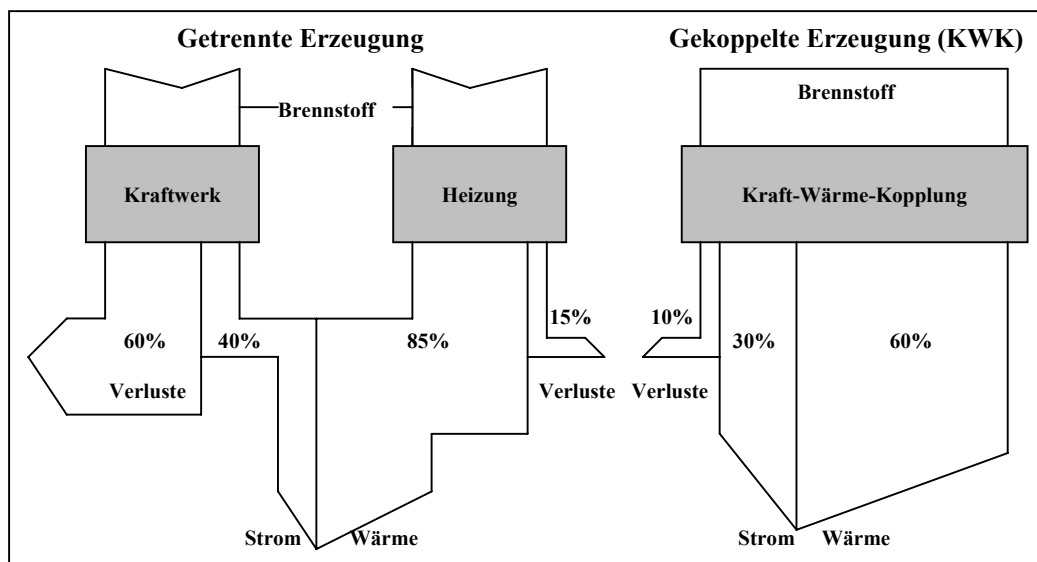 Getrennte Erzeugung
Gekoppelte Erzeugung (KWK)
Brennstoff
Brennstoff
Kraftwerk
Heizung
Kraft-Wärme-Kopplung
60%
40%
85%
15%
10%
30%
60%
Verluste
Verluste
Verluste
Strom
Wärme
Strom
Wärme